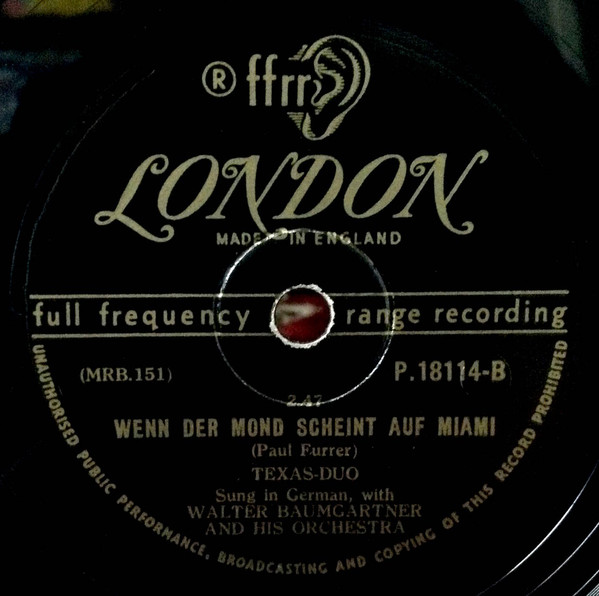 ® ffrr
LONDON
MADE IN ENGLAND
full frequency range recording
(MRB.151) P.18114-B
2.47
WENN DER MOND SCHEINT AUF MIAMI
(Paul Furrer)
TEXAS-DUO
Sung in German, with
WALTER BAUMGARTNER
AND HIS ORCHESTRA
UNAUTHORISED PUBLIC PERFORMANCE, BROADCASTING AND COPYING OF THIS RECORD PROHIBITED